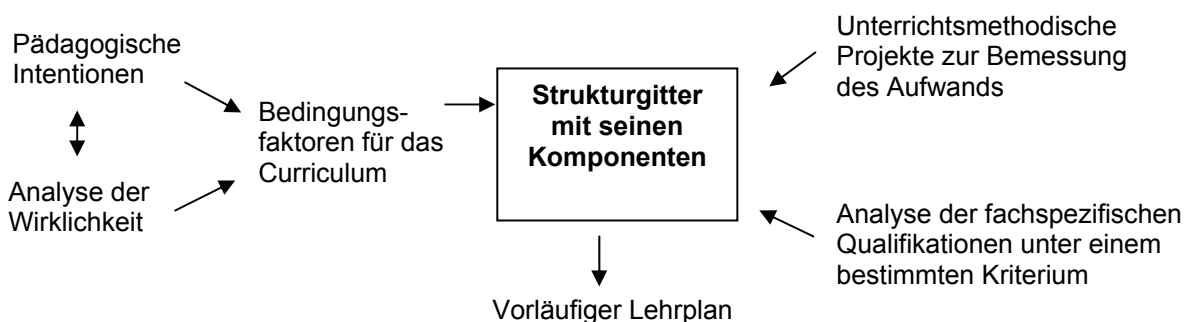 Pädagogische
Intentionen
Analyse der
Wirklichkeit
Bedingungs-
faktoren für das
Curriculum
Strukturgitter
mit seinen
Komponenten
Vorläufiger Lehrplan
Unterrichtsmethodische
Projekte zur Bemessung
des Aufwands
Analyse der fachspezifischen
Qualifikationen unter einem
bestimmten Kriterium